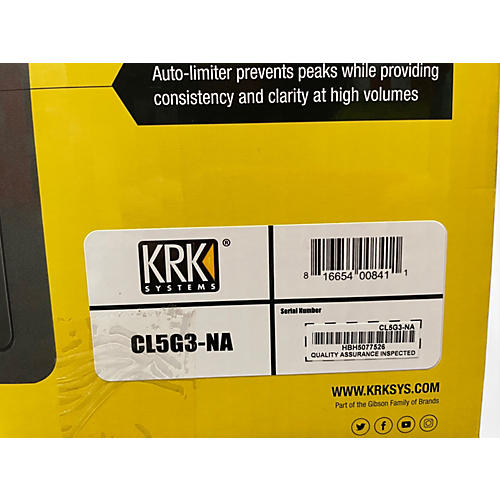 Auto-limiter prevents peaks while providing
consistency and clarity at high volumes
KRK®
SYSTEMS
8 16654 00841 1
CL5G3-NA
Serial Number
CL5G3-NA
HBH5077526
QUALITY ASSURANCE INSPECTED
WWW.KRKSYS.COM
Part of the Gibson Family of Brands